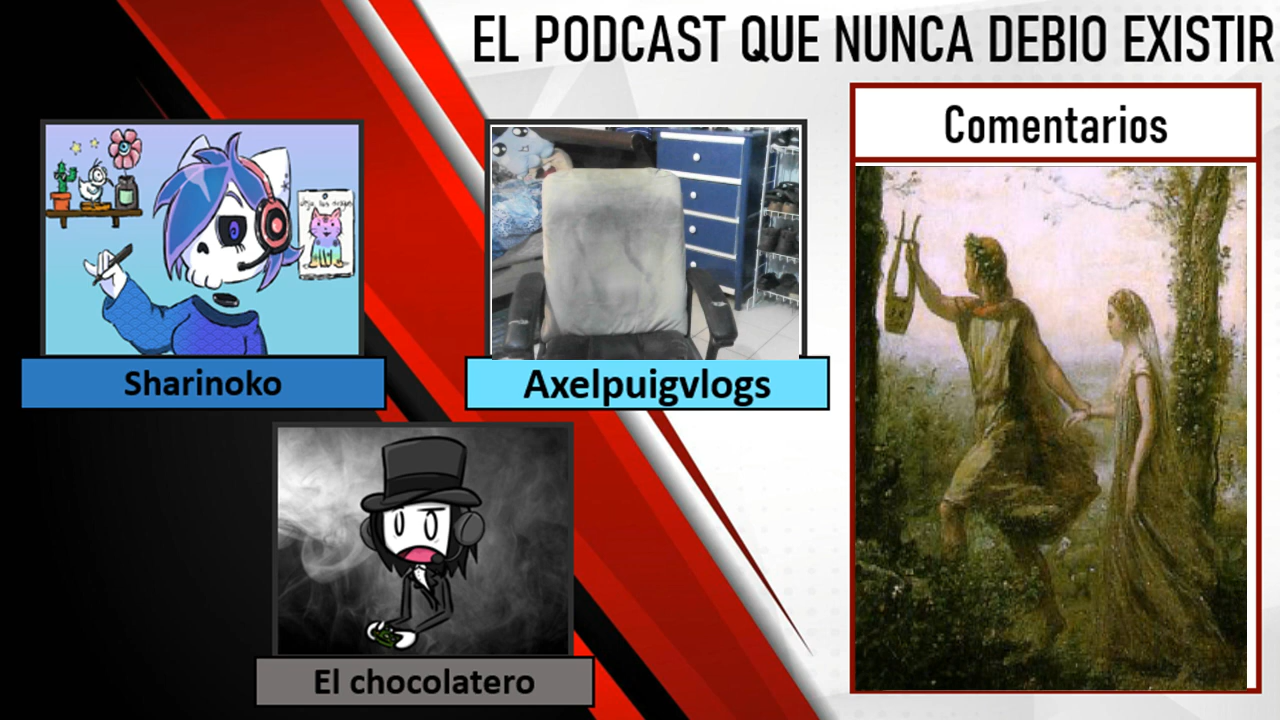 EL PODCAST QUE NUNCA DEBIO EXISTIR
Comentarios
Sharinoko
Axelpuigvlogs
El chocolatero